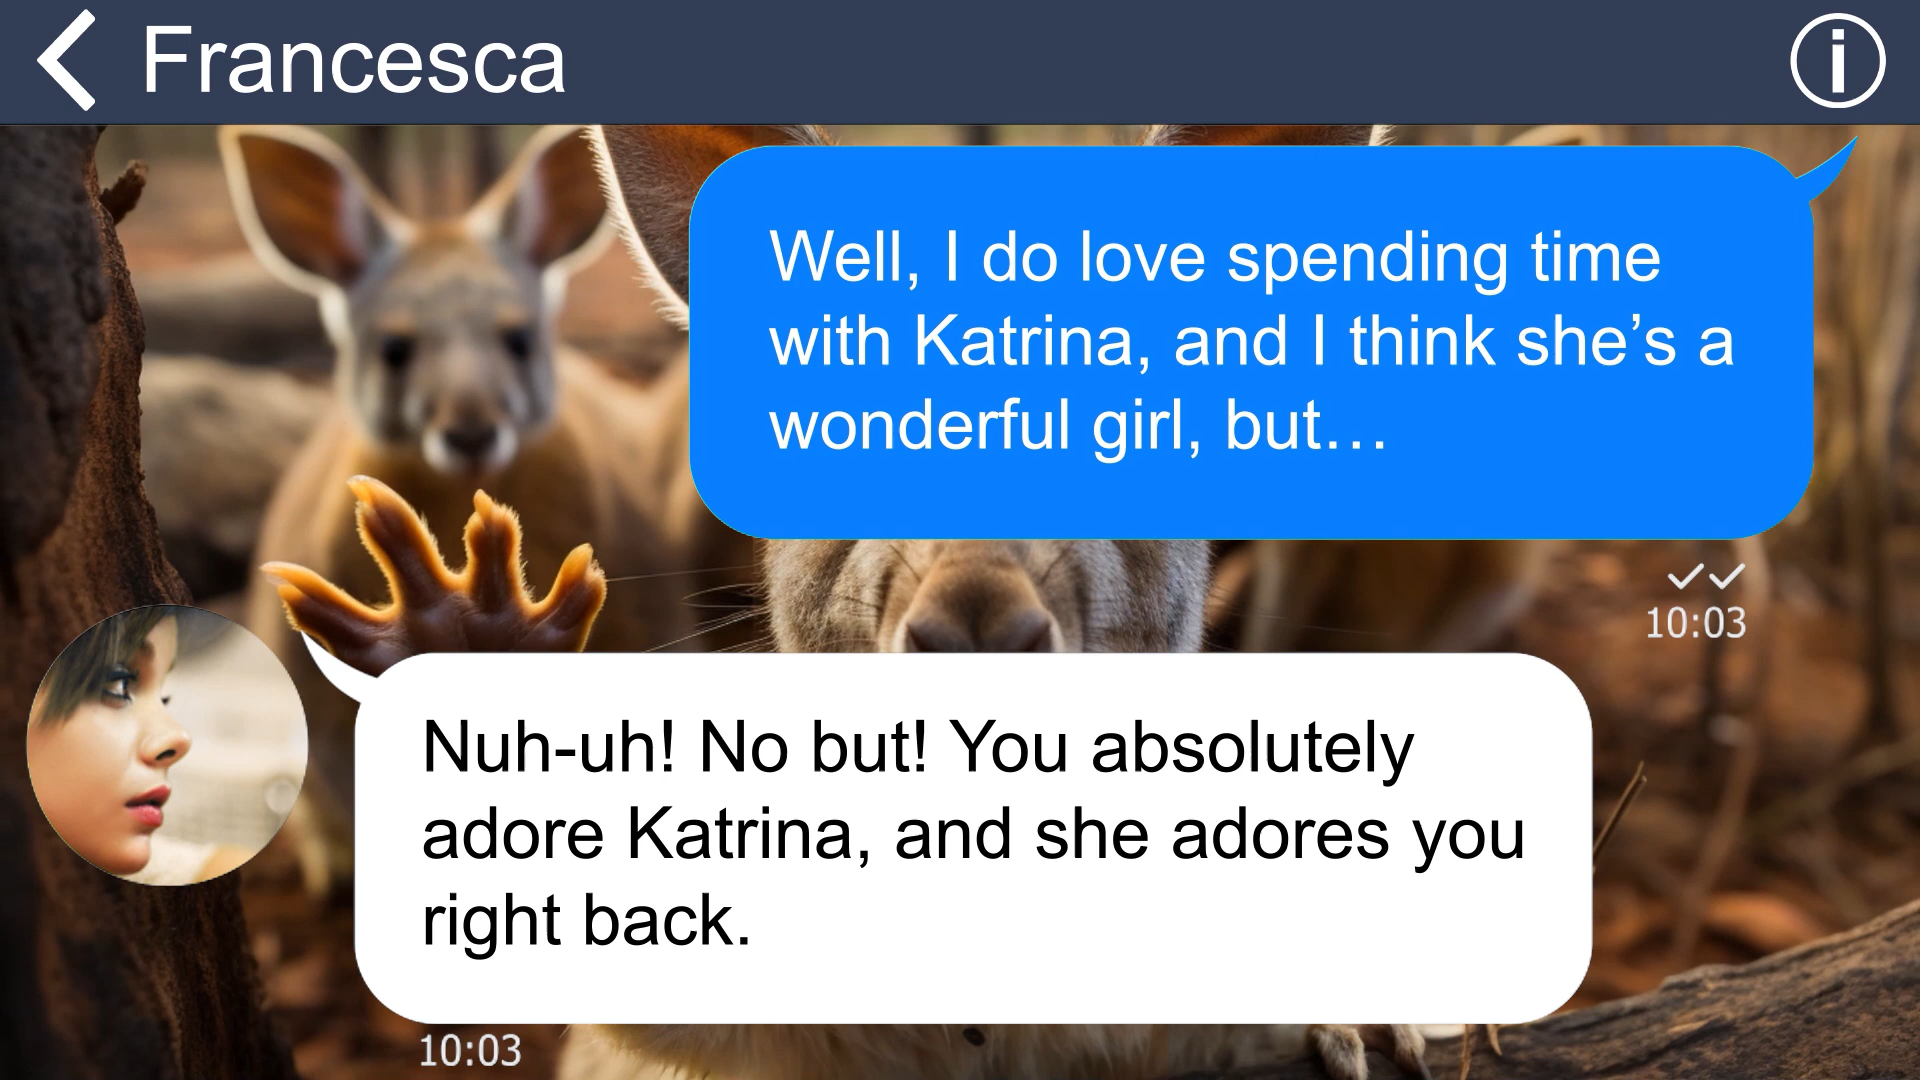 Francesca
Well, I do love spending time
with Katrina, and I think she’s a
wonderful girl, but…
10:03
Nuh-uh! No but! You absolutely
adore Katrina, and she adores you
right back.
10:03